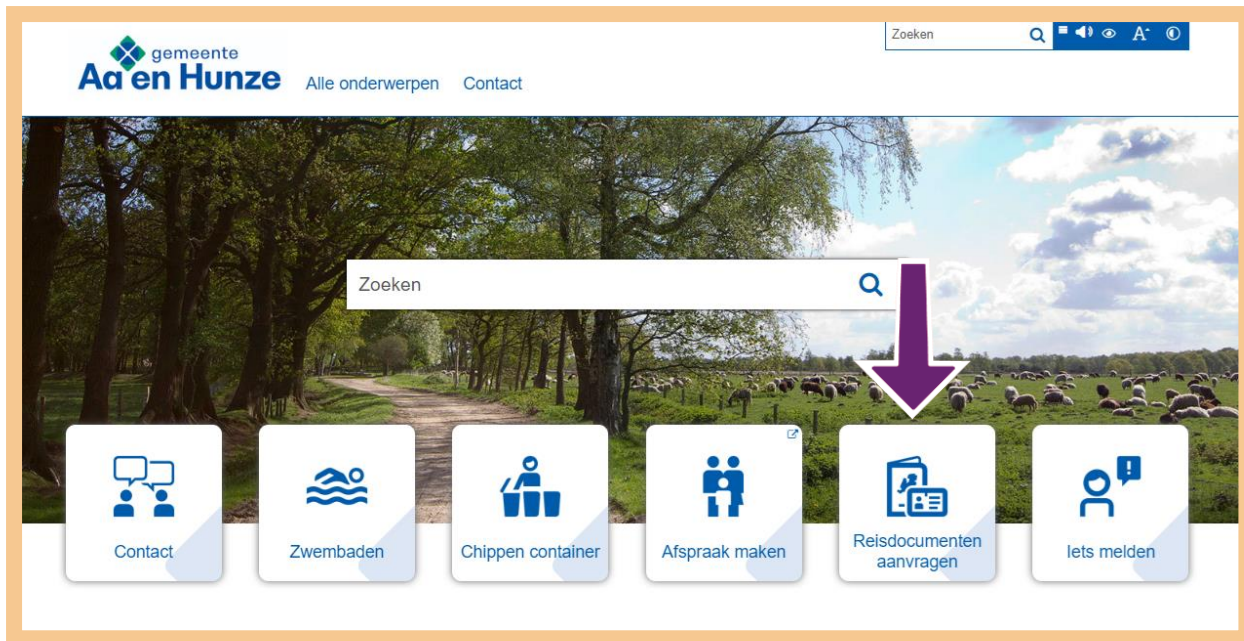 gemeente
Aa en Hunze
Alle onderwerpen
Contact
Zoeken
A
Zoeken
Contact
Zwembaden
Chippen container
Afspraak maken
Reisdocumenten
aanvragen
Iets melden